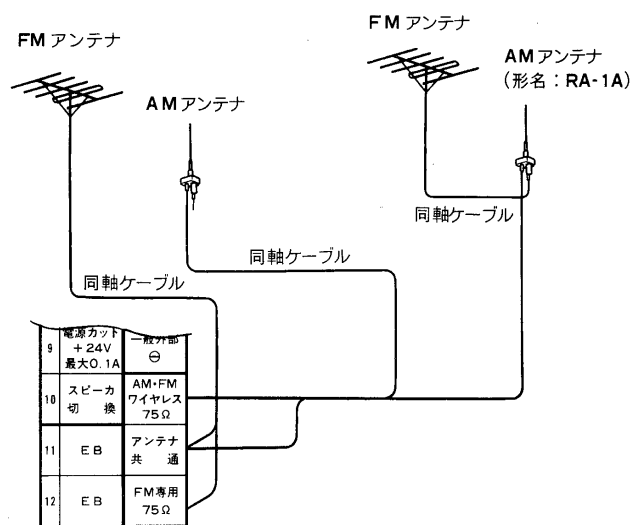 FMアンテナ
AMアンテナ
FMアンテナ
AMアンテナ
(形名：RA-1A)
同軸ケーブル
同軸ケーブル
同軸ケーブル
9
電源カット
+24V
最大0.1A
一般外部
⊖
10
スピーカ
切換
AM・FM
ワイヤレス
75Ω
11
EB
アンテナ
共通
12
EB
FM専用
75Ω